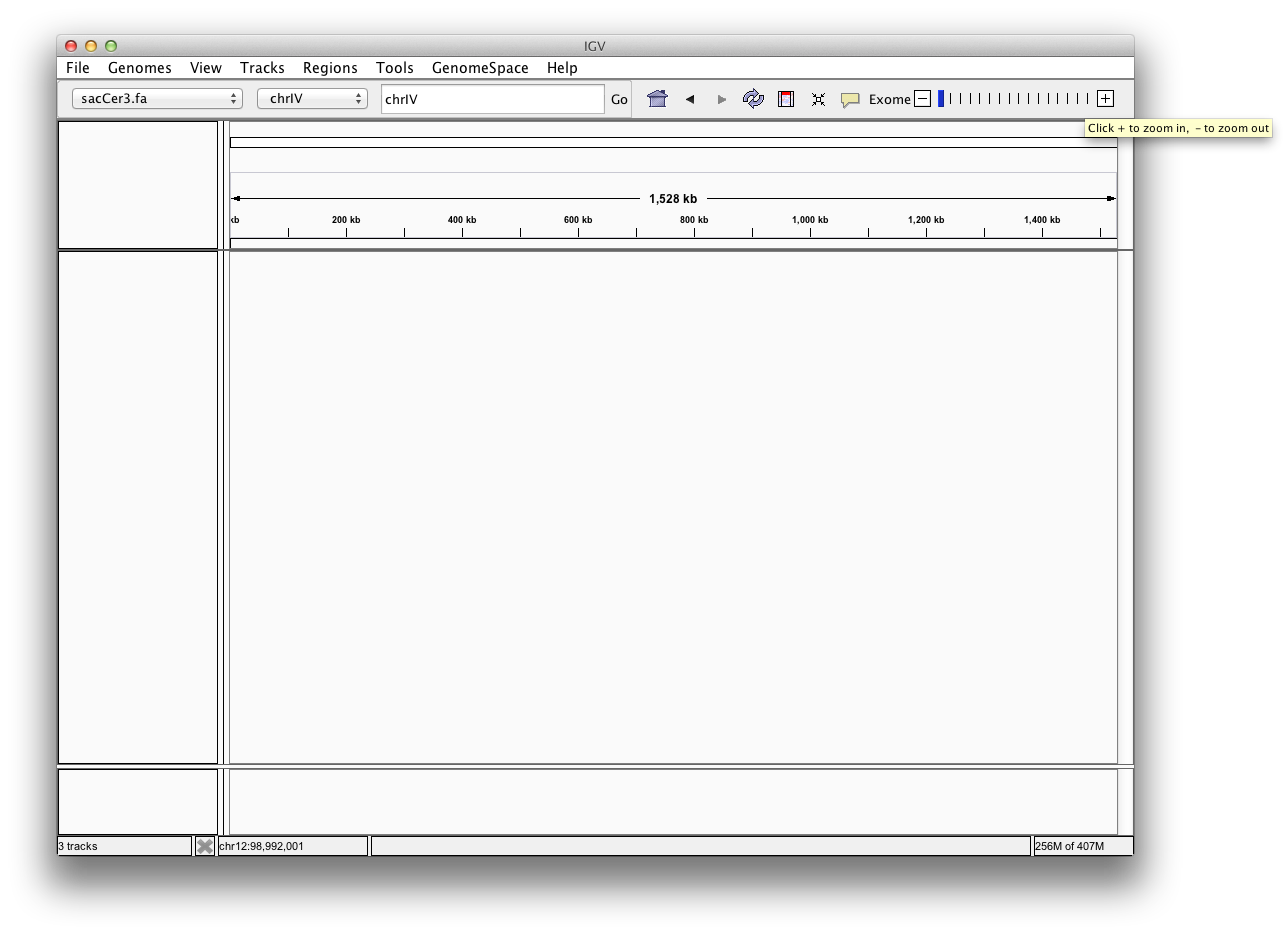 IGV
File Genomes View Tracks Regions Tools GenomeSpace Help
sacCer3.fa chrIV chrIV Go Exome
Click + to zoom in, – to zoom out
1,528 kb
kb 200 kb 400 kb 600 kb 800 kb 1,000 kb 1,200 kb 1,400 kb
3 tracks chr12:98,992,001 256M of 407M